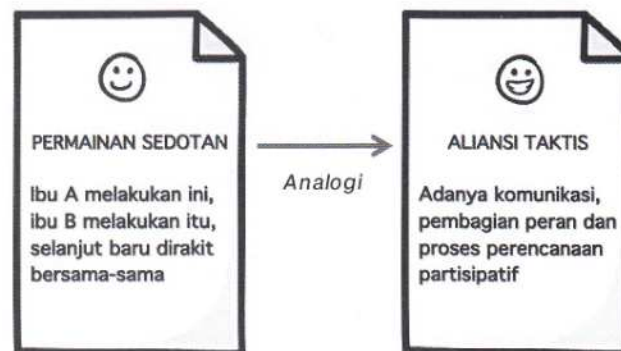 PERMAINAN SEDOTAN
Ibu A melakukan ini,
ibu B melakukan itu,
selanjut baru dirakit
bersama-sama
Analogi
ALIANSI TAKTIS
Adanya komunikasi,
pembagian peran dan
proses perencanaan
partisipatif